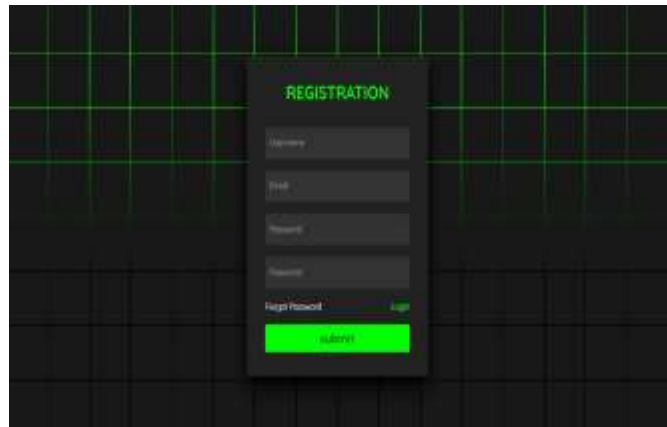 REGISTRATION
Username
Email
Password
Password
Forgot Password Login
submit